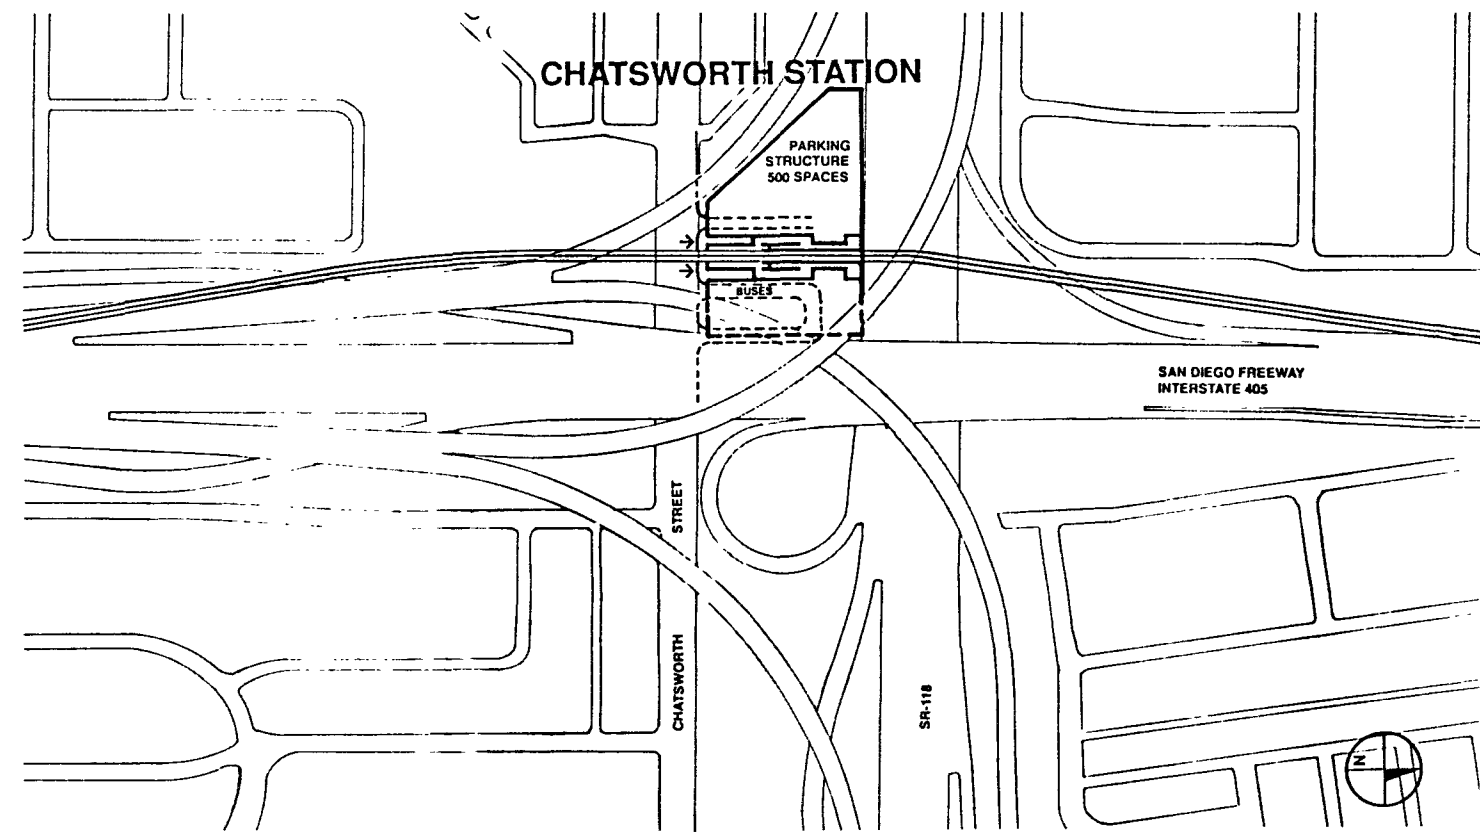 CHATSWORTH STATION
PARKING
STRUCTURE
500 SPACES
BUSES
SAN DIEGO FREEWAY
INTERSTATE 405
CHATSWORTH STREET
SR-118
N